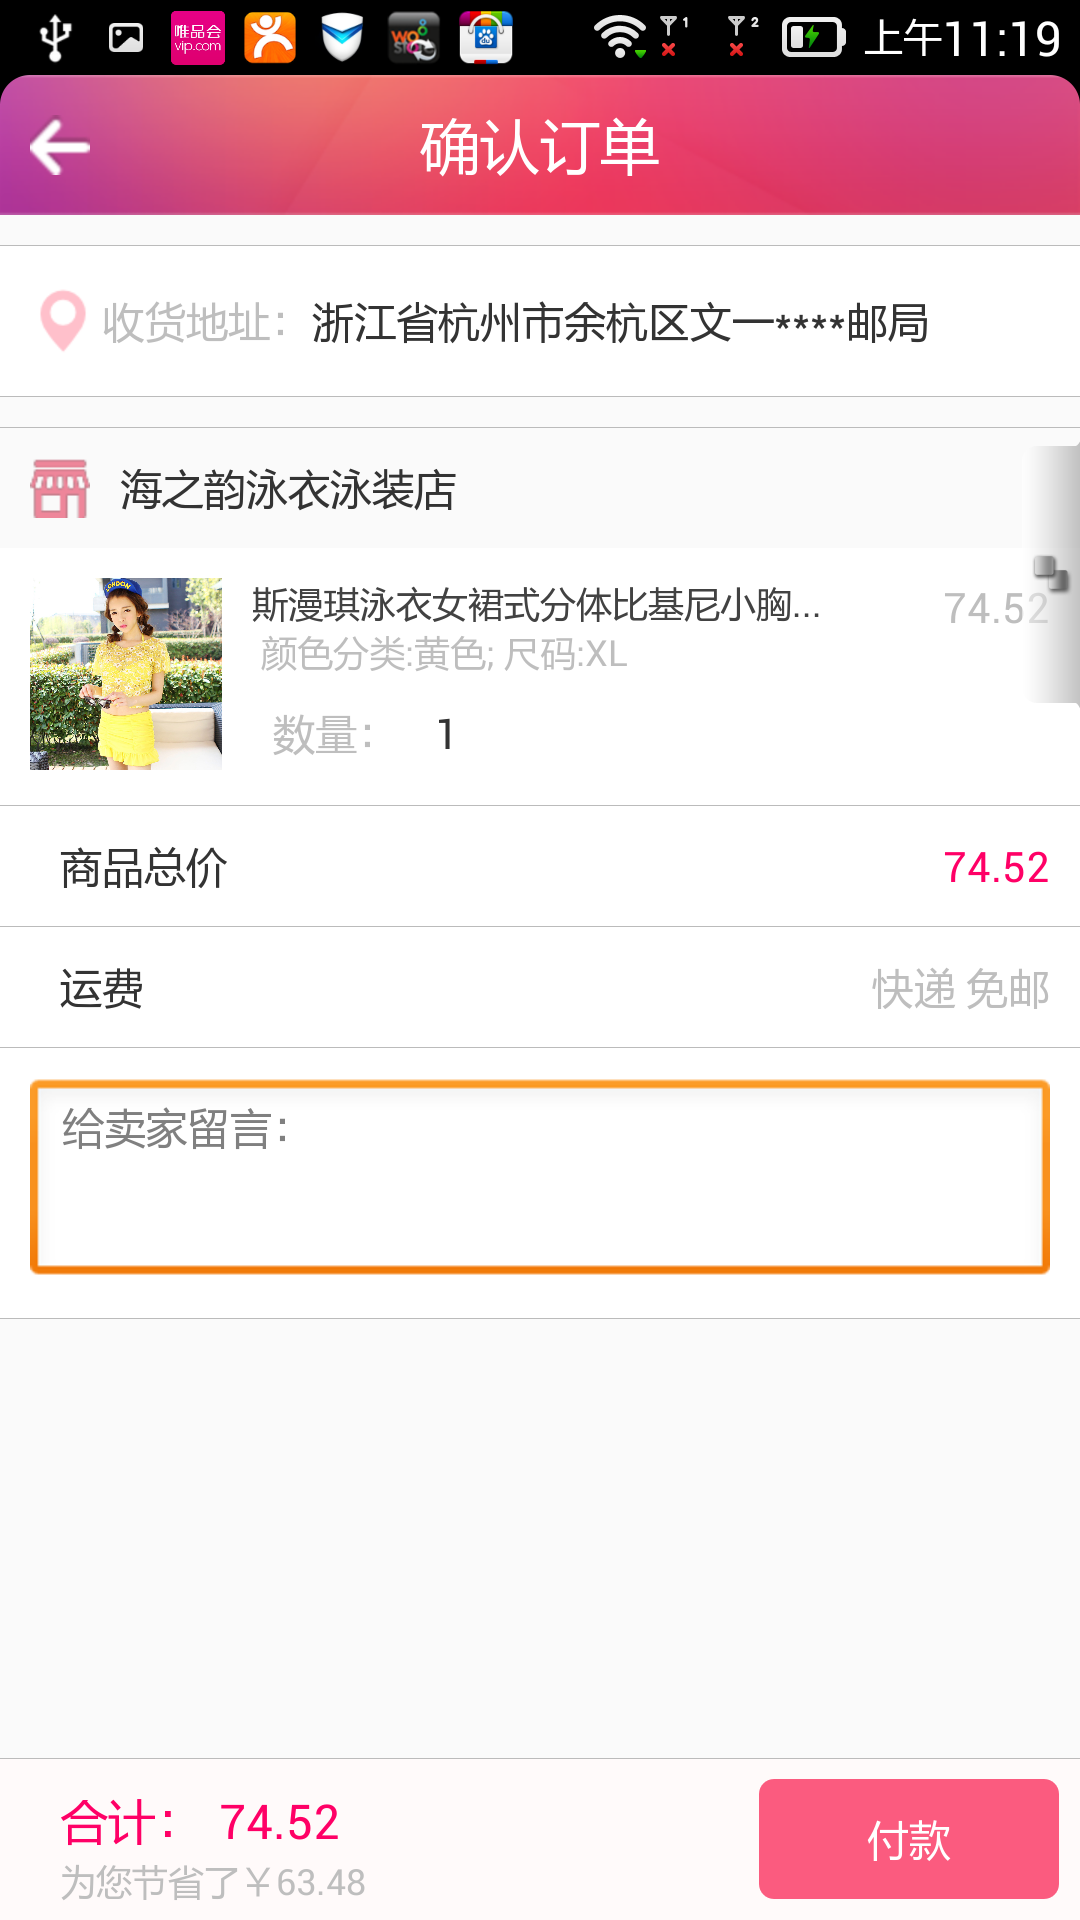 唯品会
vip.com
1
2
上午11:19
确认订单
收货地址：浙江省杭州市余杭区文一****邮局
海之韵泳衣泳装店
斯漫琪泳衣女裙式分体比基尼小胸...
74.52
颜色分类:黄色; 尺码:XL
数量：
1
商品总价
74.52
运费
快递 免邮
给卖家留言：
合计：
74.52
为您节省了￥63.48
付款